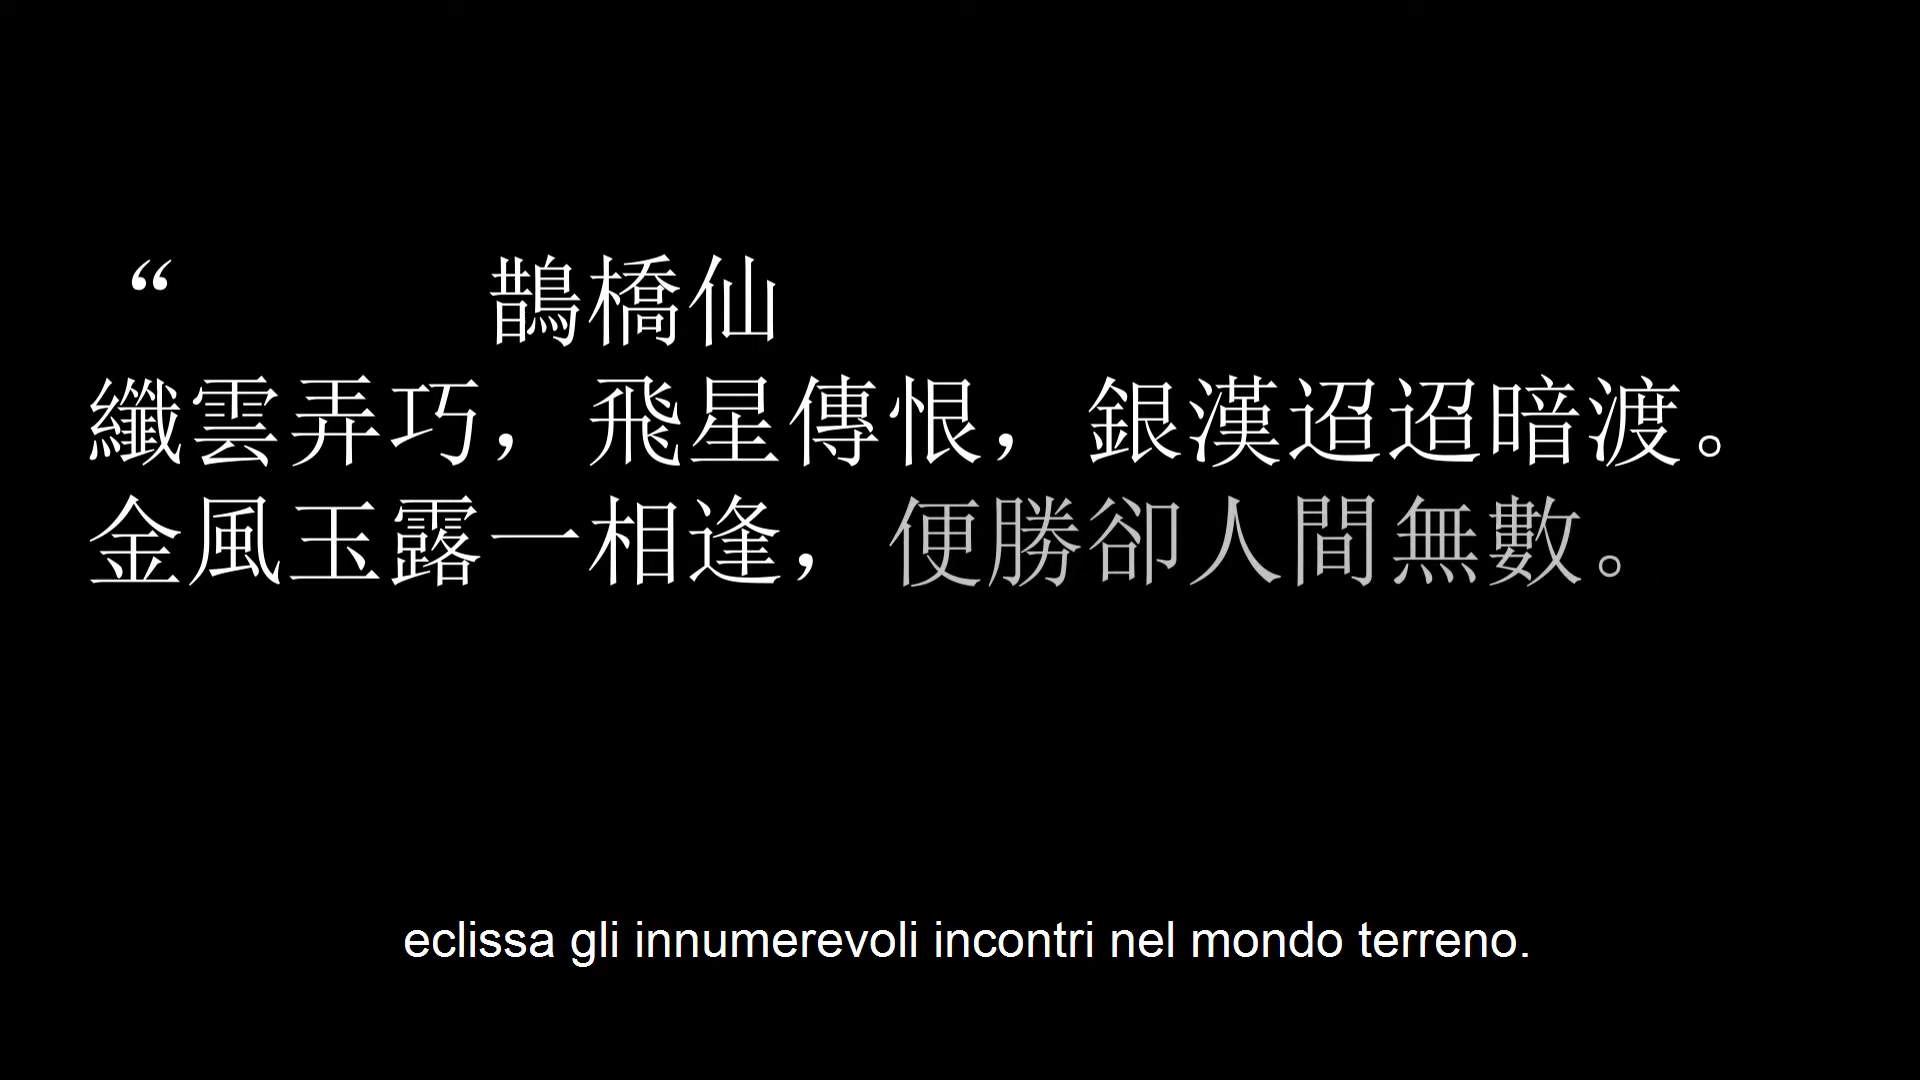 “ 鵲橋仙
纖雲弄巧，飛星傳恨，銀漢迢迢暗渡。
金風玉露一相逢，便勝卻人間無數。
eclissa gli innumerevoli incontri nel mondo terreno.